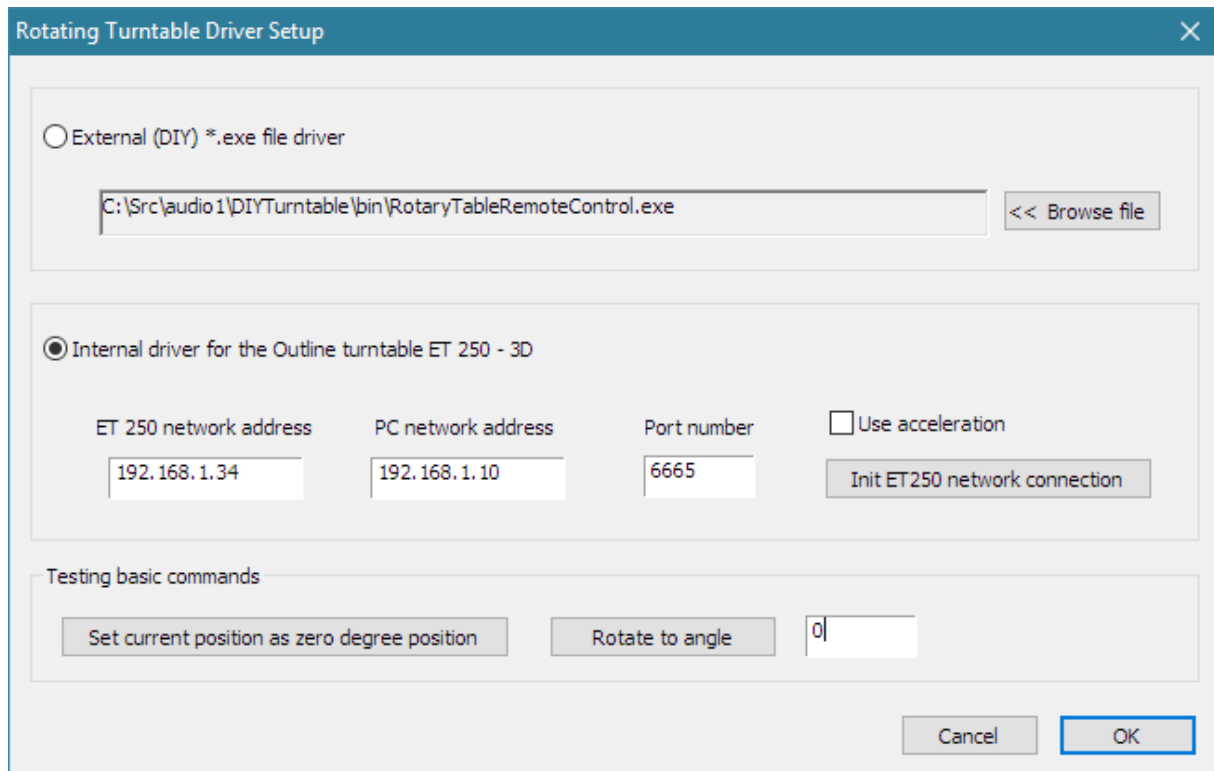 Rotating Turntable Driver Setup
External (DIY) *.exe file driver
C:\Src\audio1\DIYTurntable\bin\RotaryTableRemoteControl.exe
<< Browse file
Internal driver for the Outline turntable ET 250 - 3D
ET 250 network address PC network address Port number Use acceleration
192.168.1.34 192.168.1.10 6665 Init ET250 network connection
Testing basic commands
Set current position as zero degree position Rotate to angle 0
Cancel OK